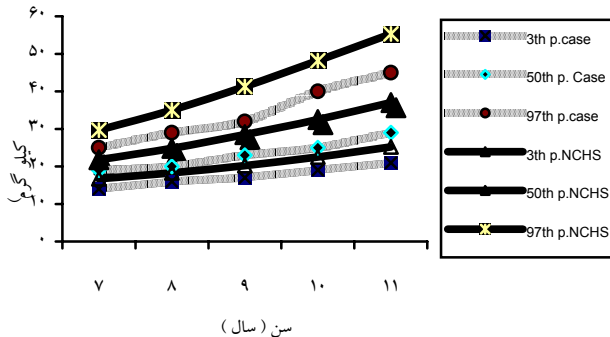 ۶۰
۵۰
۴۰
۳۰
۲۰
۱۰
۰
۷ ۸ ۹ ۱۰ ۱۱
سن ( سال )
3th p.case
50th p. Case
97th p.case
3th p.NCHS
50th p.NCHS
97th p.NCHS